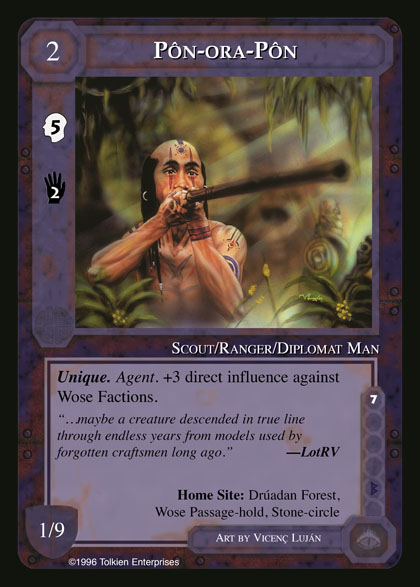 2
PÔN-ORA-PÔN
5
2
SCOUT/RANGER/DIPLOMAT MAN
Unique. Agent. +3 direct influence against
Wose Factions.
7
“…maybe a creature descended in true line
through endless years from models used by
forgotten craftsmen long ago.” —LotRV
Home Site: Drúadan Forest,
Wose Passage-hold, Stone-circle
1/9
ART BY VICENÇ LUJÁN
©1996 Tolkien Enterprises